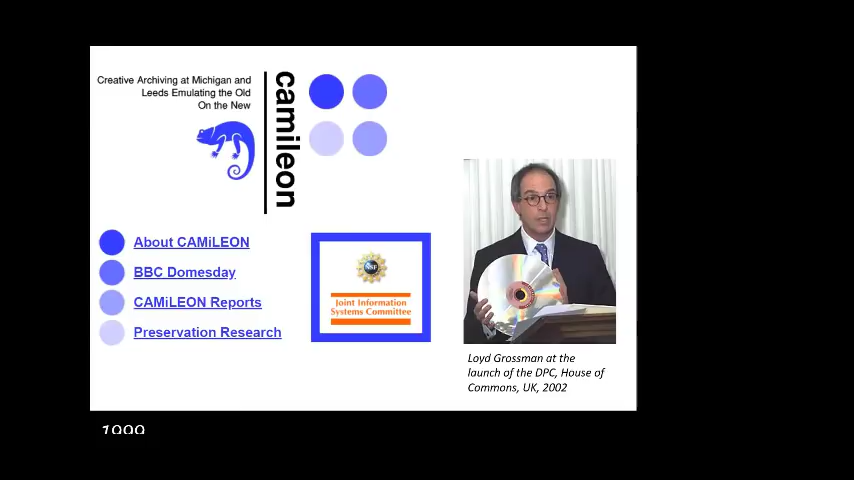 Creative Archiving at Michigan and
Leeds Emulating the Old
On the New
camileon
About CAMiLEON
BBC Domesday
CAMiLEON Reports
Preservation Research
NSF
Joint Information
Systems Committee
Loyd Grossman at the
launch of the DPC, House of
Commons, UK, 2002
1999